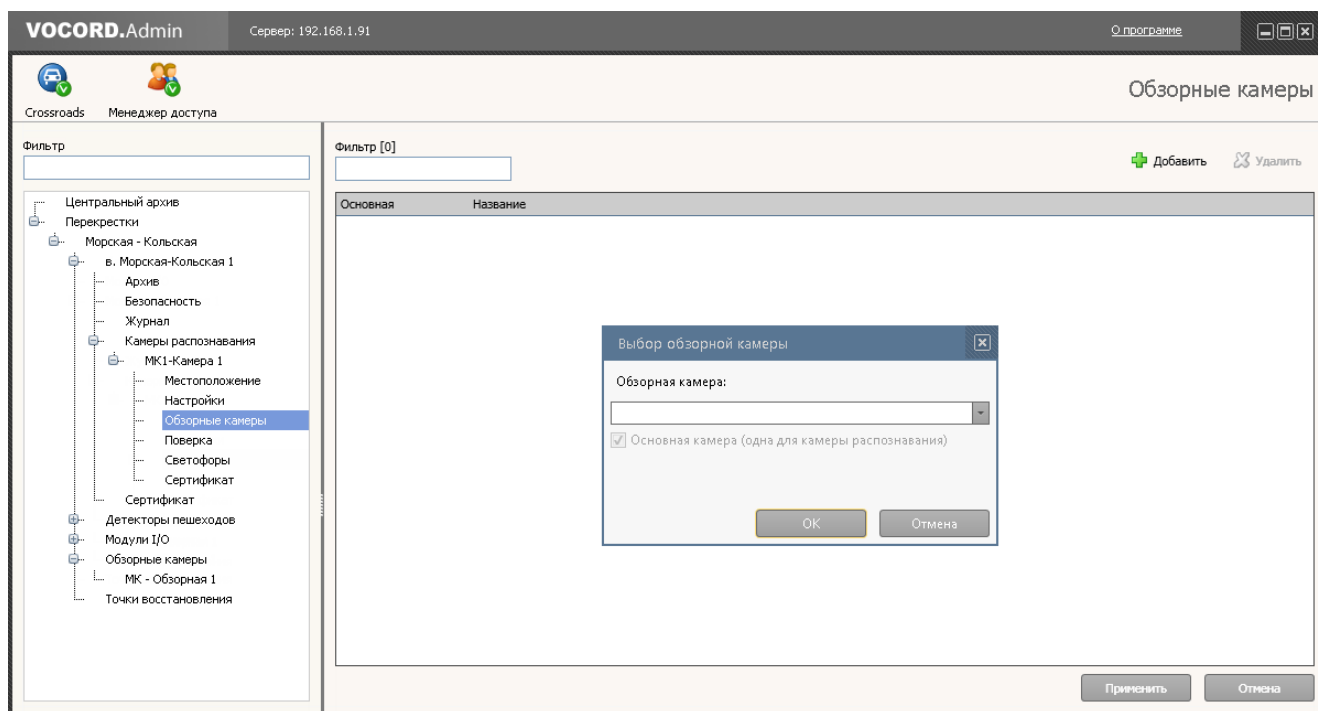 VOCORD.Admin Сервер: 192.168.1.91 О программе
Crossroads Менеджер доступа
Обзорные камеры
Фильтр
Центральный архив
Перекрестки
Морская - Кольская
в. Морская-Кольская 1
Архив
Безопасность
Журнал
Камеры распознавания
МК1-Камера 1
Местоположение
Настройки
Обзорные камеры
Поверка
Светофоры
Сертификат
Сертификат
Детекторы пешеходов
Модули I/O
Обзорные камеры
МК - Обзорная 1
Точки восстановления
Фильтр [0]
Добавить Удалить
Основная Название
Выбор обзорной камеры
Обзорная камера:
Основная камера (одна для камеры распознавания)
OK Отмена
Применить Отмена